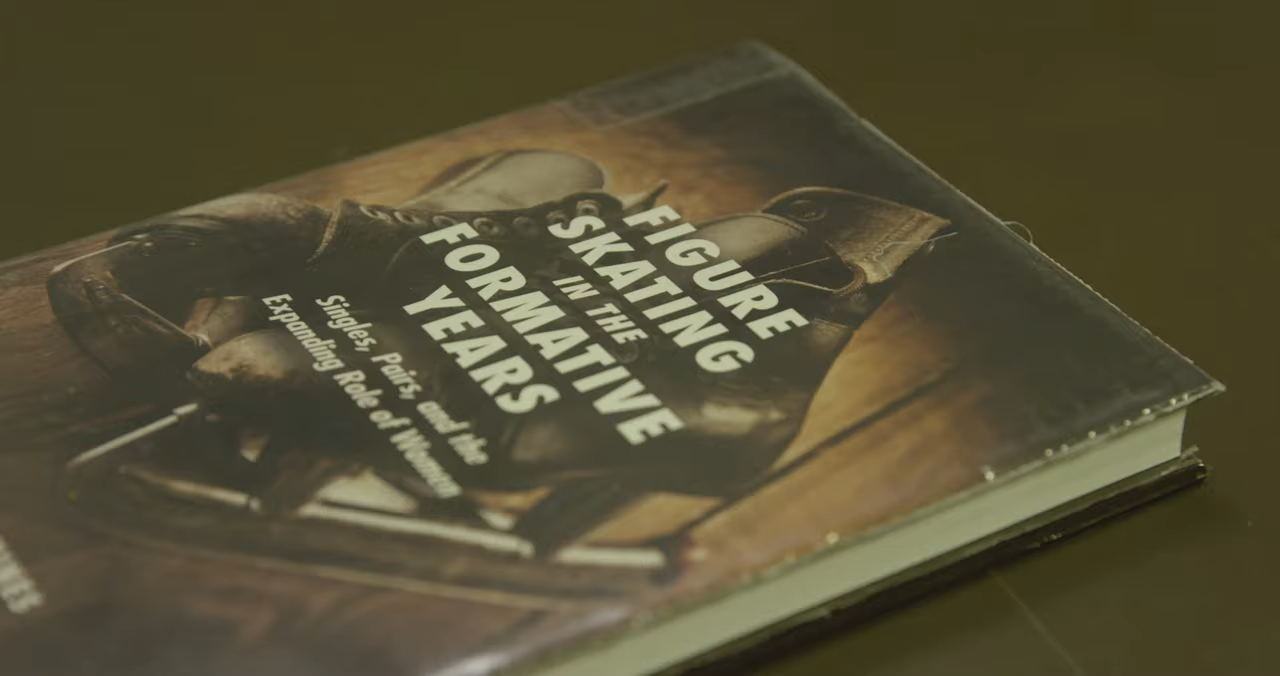 FIGURE
SKATING
IN THE
FORMATIVE
YEARS
Singles, Pairs, and the
Expanding Role of Women